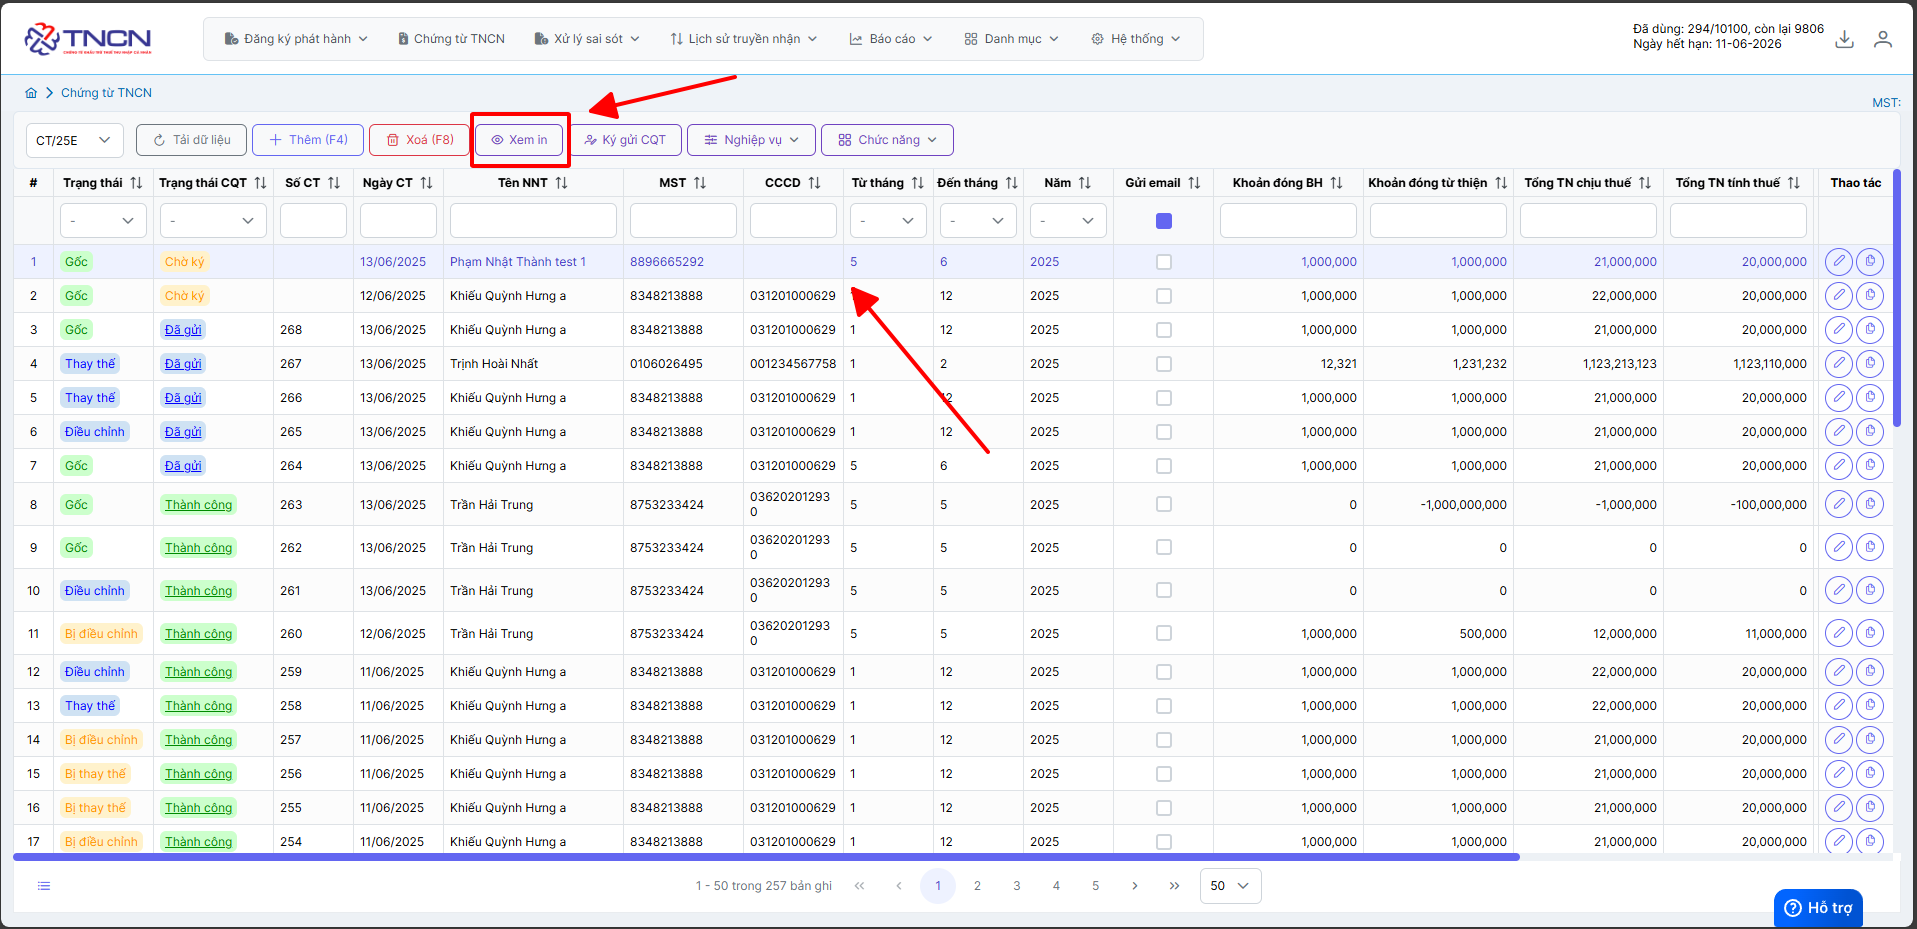 TNCN
CHỨNG TỪ KHẤU TRỪ THUẾ THU NHẬP CÁ NHÂN
Đăng ký phát hành
Chứng từ TNCN
Xử lý sai sót
Lịch sử truyền nhận
Báo cáo
Danh mục
Hệ thống
Đã dùng: 294/10100, còn lại 9806
Ngày hết hạn: 11-06-2026
Chứng từ TNCN
MST:
CT/25E
Tải dữ liệu
Thêm (F4)
Xoá (F8)
Xem in
Ký gửi CQT
Nghiệp vụ
Chức năng
# Trạng thái Trạng thái CQT Số CT Ngày CT Tên NNT MST CCCD Từ tháng Đến tháng Năm Gửi email Khoản đóng BH Khoản đóng từ thiện Tổng TN chịu thuế Tổng TN tính thuế Thao tác
- - - - -
1 Gốc Chờ ký 13/06/2025 Phạm Nhật Thành test 1 8896665292 5 6 2025 1,000,000 1,000,000 21,000,000 20,000,000
2 Gốc Chờ ký 12/06/2025 Khiếu Quỳnh Hưng a 8348213888 031201000629 12 2025 1,000,000 1,000,000 22,000,000 20,000,000
3 Gốc Đã gửi 268 13/06/2025 Khiếu Quỳnh Hưng a 8348213888 031201000629 1 12 2025 1,000,000 1,000,000 21,000,000 20,000,000
4 Thay thế Đã gửi 267 13/06/2025 Trịnh Hoài Nhất 0106026495 001234567758 1 2 2025 12,321 1,231,232 1,123,213,123 1,123,110,000
5 Thay thế Đã gửi 266 13/06/2025 Khiếu Quỳnh Hưng a 8348213888 031201000629 1 12 2025 1,000,000 1,000,000 21,000,000 20,000,000
6 Điều chỉnh Đã gửi 265 13/06/2025 Khiếu Quỳnh Hưng a 8348213888 031201000629 1 12 2025 1,000,000 1,000,000 21,000,000 20,000,000
7 Gốc Đã gửi 264 13/06/2025 Khiếu Quỳnh Hưng a 8348213888 031201000629 5 6 2025 1,000,000 1,000,000 21,000,000 20,000,000
8 Gốc Thành công 263 13/06/2025 Trần Hải Trung 8753233424 036202012930 5 5 2025 0 -1,000,000,000 -1,000,000 -100,000,000
9 Gốc Thành công 262 13/06/2025 Trần Hải Trung 8753233424 036202012930 5 5 2025 0 0 0 0
10 Điều chỉnh Thành công 261 13/06/2025 Trần Hải Trung 8753233424 036202012930 5 5 2025 0 0 0 0
11 Bị điều chỉnh Thành công 260 12/06/2025 Trần Hải Trung 8753233424 036202012930 5 5 2025 1,000,000 500,000 12,000,000 11,000,000
12 Điều chỉnh Thành công 259 11/06/2025 Khiếu Quỳnh Hưng a 8348213888 031201000629 1 12 2025 1,000,000 1,000,000 22,000,000 20,000,000
13 Thay thế Thành công 258 11/06/2025 Khiếu Quỳnh Hưng a 8348213888 031201000629 1 12 2025 1,000,000 1,000,000 22,000,000 20,000,000
14 Bị điều chỉnh Thành công 257 11/06/2025 Khiếu Quỳnh Hưng a 8348213888 031201000629 1 12 2025 1,000,000 1,000,000 21,000,000 20,000,000
15 Bị thay thế Thành công 256 11/06/2025 Khiếu Quỳnh Hưng a 8348213888 031201000629 1 12 2025 1,000,000 1,000,000 21,000,000 20,000,000
16 Bị thay thế Thành công 255 11/06/2025 Khiếu Quỳnh Hưng a 8348213888 031201000629 1 12 2025 1,000,000 1,000,000 21,000,000 20,000,000
17 Bị điều chỉnh Thành công 254 11/06/2025 Khiếu Quỳnh Hưng a 8348213888 031201000629 1 12 2025 1,000,000 1,000,000 21,000,000 20,000,000
1 - 50 trong 257 bản ghi « ‹ 1 2 3 4 5 › » 50
Hỗ trợ